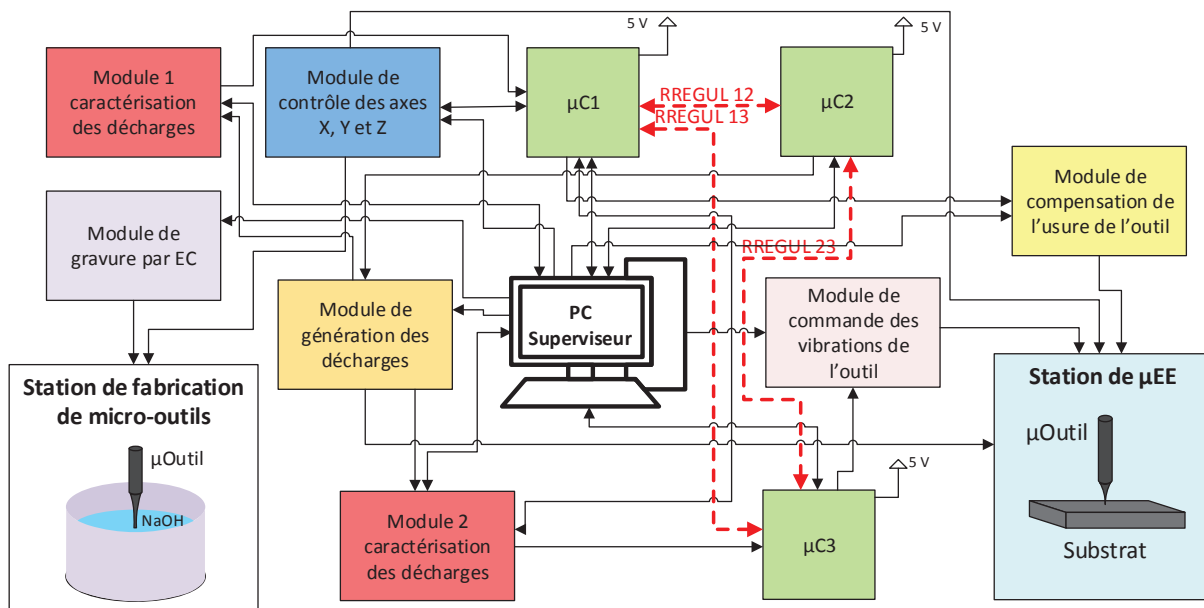 5 V
5 V
Module 1
caractérisation
des décharges
Module de
contrôle des axes
X, Y et Z
µC1
RREGUL 12
RREGUL 13
µC2
Module de
compensation de
l'usure de l'outil
Module de
gravure par EC
RREGUL 23
Module de
génération des
décharges
PC
Superviseur
Module de
commande des
vibrations de
l'outil
Station de fabrication
de micro-outils
µOutil
NaOH
Station de µEE
µOutil
Substrat
5 V
Module 2
caractérisation
des décharges
µC3